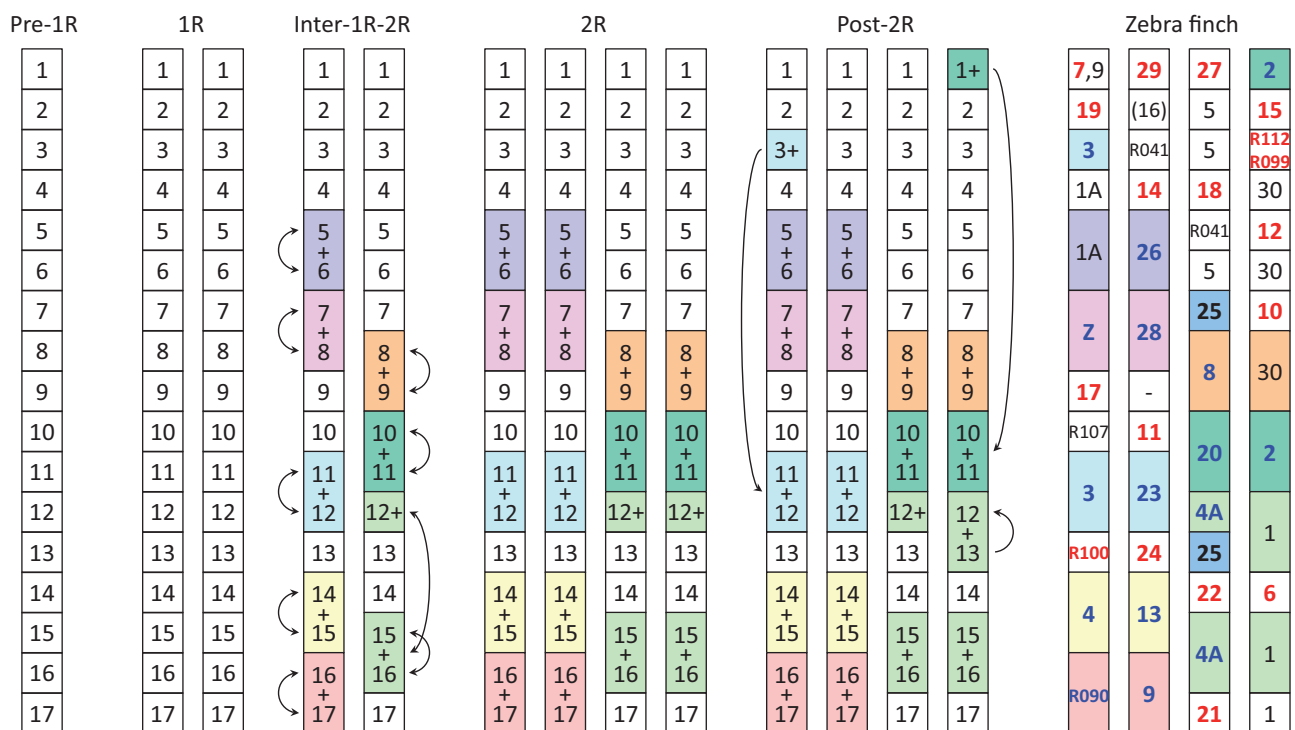 Pre-1R 1R Inter-1R-2R 2R Post-2R Zebra finch
1 1 1 1 1 1 1 1 1 1 1 1 1+ 7,9 29 27 2
2 2 2 2 2 2 2 2 2 2 2 2 2 19 (16) 5 15
3 3 3 3 3 3 3 3 3 3+ 3 3 3 3 R041 5 R112
R099
4 4 4 4 4 4 4 4 4 4 4 4 4 1A 14 18 30
5 5 5 5 5 5 5 5 5 5 5 5 5 R041 12
+ + + + + 1A 26
6 6 6 6 6 6 6 6 6 6 6 6 6 5 30
7 7 7 7 7 7 7 7 7 7 7 7 7 25 10
+ + + + + Z 28
8 8 8 8 8 8 8 8 8 8 8 8 8
+ + + + + 8 30
9 9 9 9 9 9 9 9 9 9 9 9 9 17 -
10 10 10 10 10 10 10 10 10 10 10 10 10 R107 11
+ + + + + 20 2
11 11 11 11 11 11 11 11 11 11 11 11 11
+ + + + + 3 23
12 12 12 12 12+ 12 12 12+ 12+ 12 12 12+ 12 4A
+ 1
13 13 13 13 13 13 13 13 13 13 13 13 13 R100 24 25
14 14 14 14 14 14 14 14 14 14 14 14 14 22 6
+ + + + + 4 13
15 15 15 15 15 15 15 15 15 15 15 15 15
+ + + + + 4A 1
16 16 16 16 16 16 16 16 16 16 16 16 16
+ + + + + R090 9
17 17 17 17 17 17 17 17 17 17 17 17 17 21 1